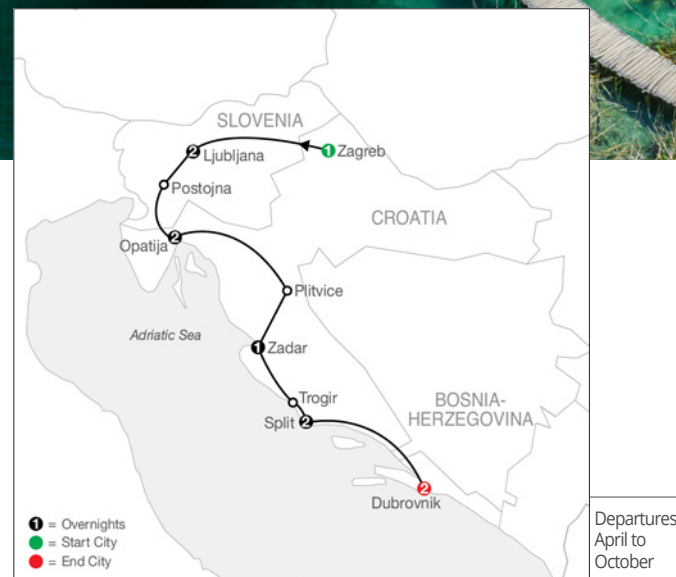 SLOVENIA
2 Ljubljana
1 Zagreb
Postojna
CROATIA
Opatija 2
Plitvice
Adriatic Sea
1 Zadar
Trogir
BOSNIA-
HERZEGOVINA
Split 2
2
Dubrovnik
1 = Overnights
= Start City
= End City
Departures
April to
October